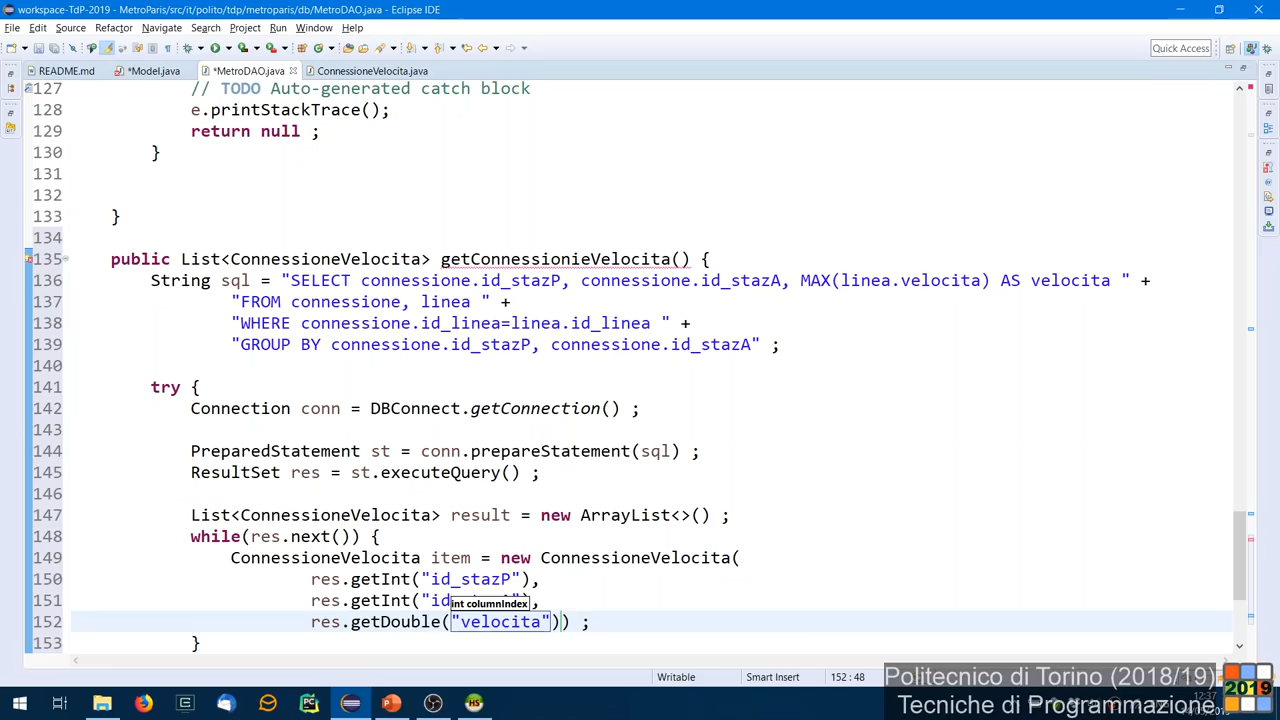 workspace-TdP-2019 - MetroParis/src/it/polito/tdp/metroparis/db/MetroDAO.java - Eclipse IDE
File Edit Source Refactor Navigate Search Project Run Window Help
Quick Access
README.md *Model.java *MetroDAO.java ConnessioneVelocita.java
127 // TODO Auto-generated catch block
128 e.printStackTrace();
129 return null ;
130 }
131
132
133 }
134
135 public List<ConnessioneVelocita> getConnessionieVelocita() {
136 String sql = "SELECT connessione.id_stazP, connessione.id_stazA, MAX(linea.velocita) AS velocita " +
137 "FROM connessione, linea " +
138 "WHERE connessione.id_linea=linea.id_linea " +
139 "GROUP BY connessione.id_stazP, connessione.id_stazA" ;
140
141 try {
142 Connection conn = DBConnect.getConnection() ;
143
144 PreparedStatement st = conn.prepareStatement(sql) ;
145 ResultSet res = st.executeQuery() ;
146
147 List<ConnessioneVelocita> result = new ArrayList<>() ;
148 while(res.next()) {
149 ConnessioneVelocita item = new ConnessioneVelocita(
150 res.getInt("id_stazP"),
151 res.getInt("id
int columnIndex
152 res.getDouble("velocita")) ;
153 }
Writable Smart Insert 152 : 48
Politecnico di Torino (2018/19)
Tecniche di Programmazione
2019
12:37